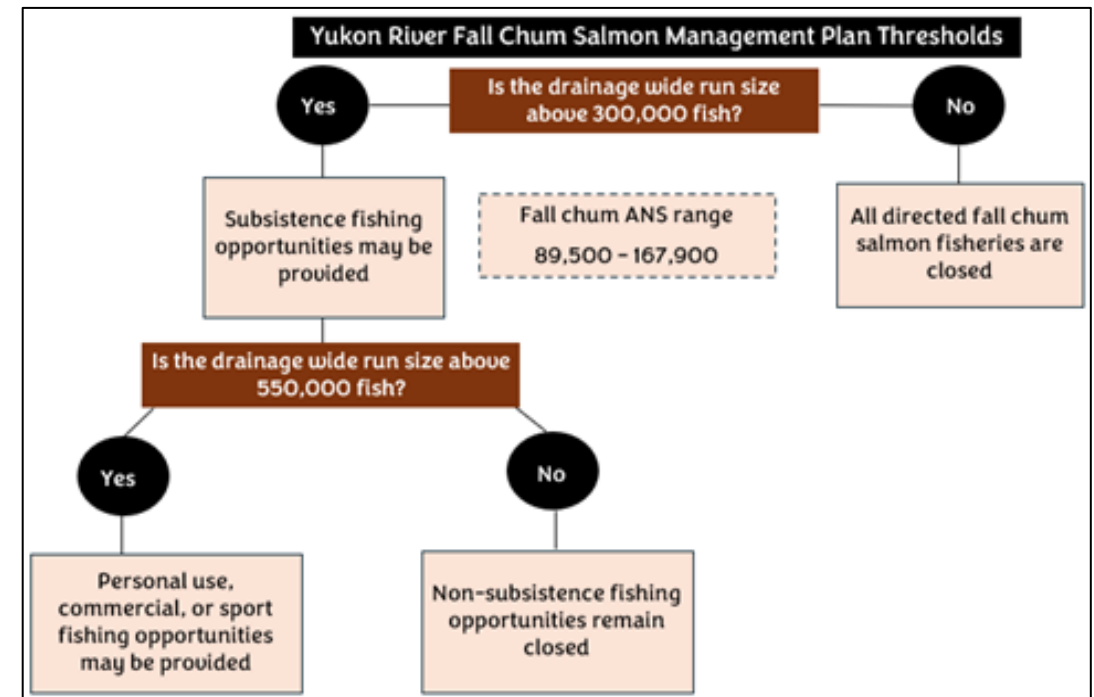 Yukon River Fall Chum Salmon Management Plan Thresholds
Yes
Is the drainage wide run size
above 300,000 fish?
No
Subsistence fishing
opportunities may be
provided
Fall chum ANS range
89,500 – 167,900
All directed fall chum
salmon fisheries are
closed
Is the drainage wide run size above
550,000 fish?
Yes
No
Personal use,
commercial, or sport
fishing opportunities
may be provided
Non-subsistence fishing
opportunities remain
closed